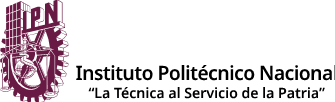 IPN
Instituto Politécnico Nacional
“La Técnica al Servicio de la Patria”